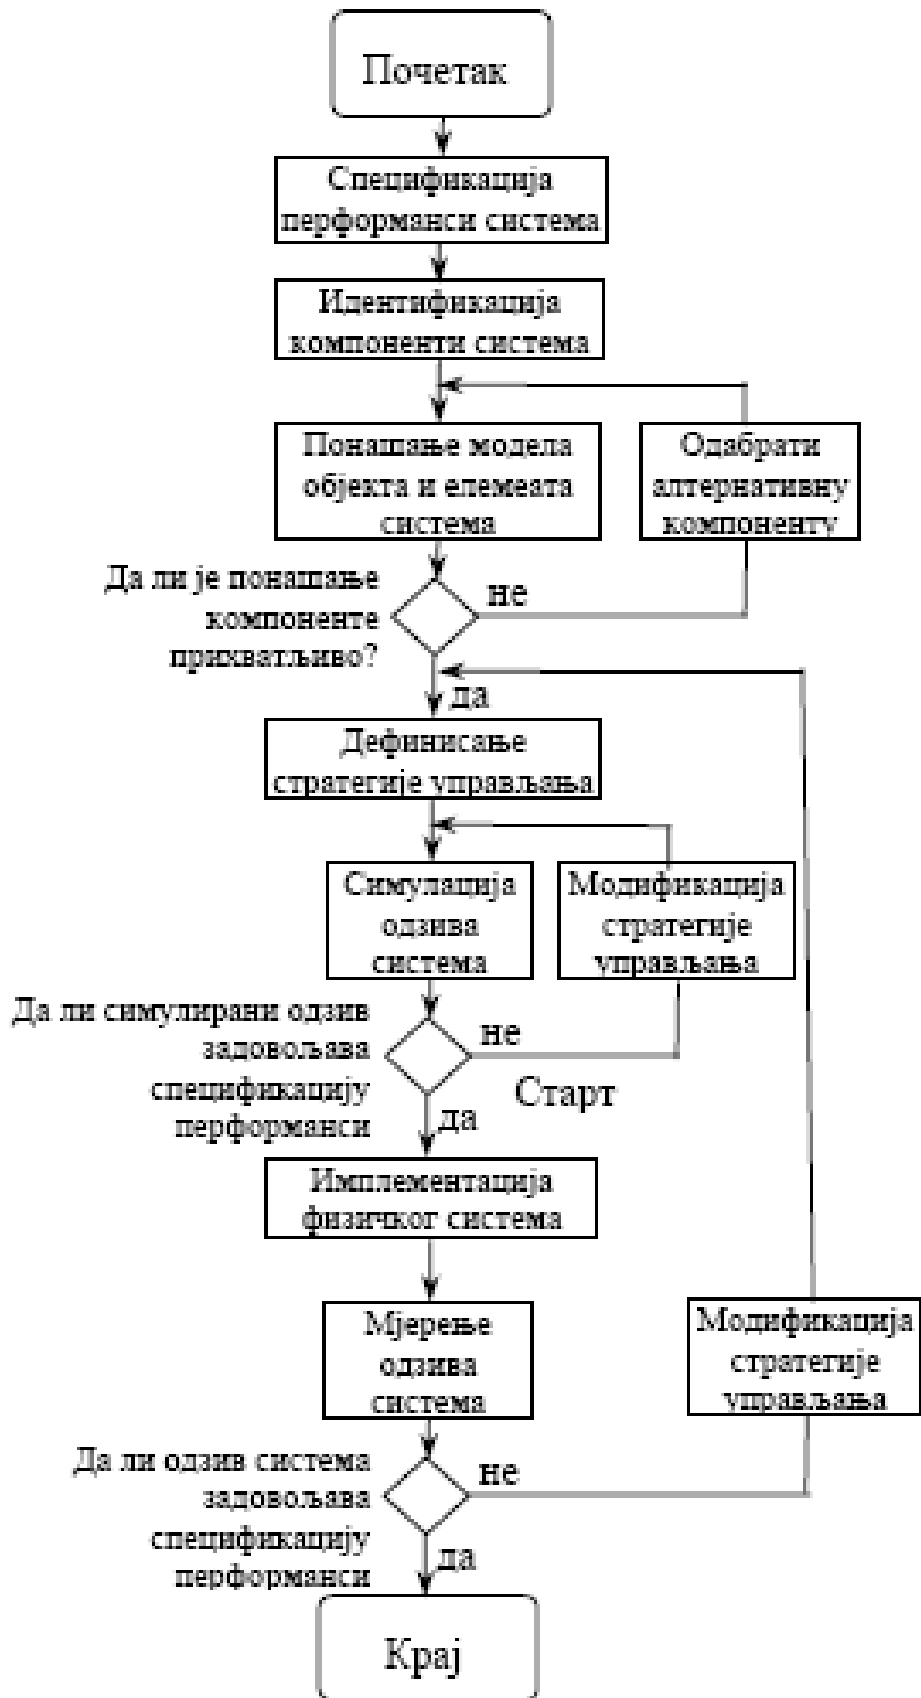 Почетак
Спецификација
перформанси система
Идентификација
компоненти система
Понашање модела
објекта и елемеата
система
Одабрати
алтернативну
компоненту
Да ли је понашање
компоненте
прихватљиво?
не
да
Дефинисање
стратегије управљања
Симулација
одзива
система
Модификација
стратегије
управљања
Да ли симулирани одзив
задовољава
спецификацију
перформанси
не
Старт
да
Имплементација
физичког система
Мјерење
одзива
система
Модификација
стратегије
управљања
Да ли одзив система
задовољава
спецификацију
перформанси
не
да
Крај